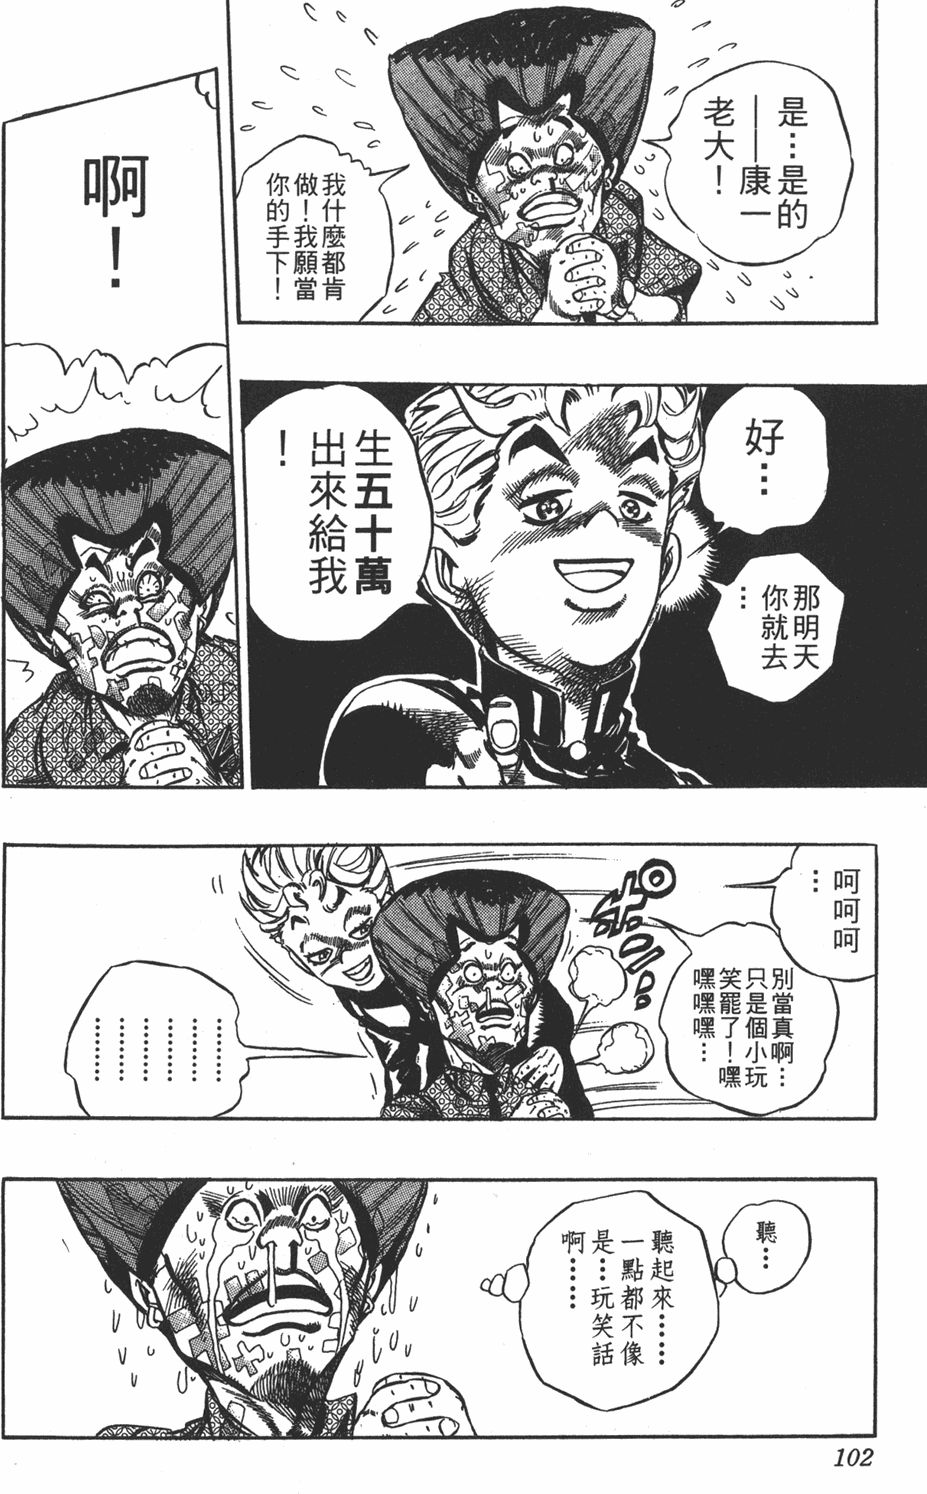 是…是的
——康一
老大！
我什麼都肯
做！我願當
你的手下！
好…
那明天
你就去
…
生五十萬
出來給我
！
啊！
呵呵呵
…
別當真啊…
只是個小玩
笑罷了！嘿
嘿嘿嘿…
………
………
………
………
………
………
聽…
聽起來……
一點都不像
是…玩笑話
啊……
102